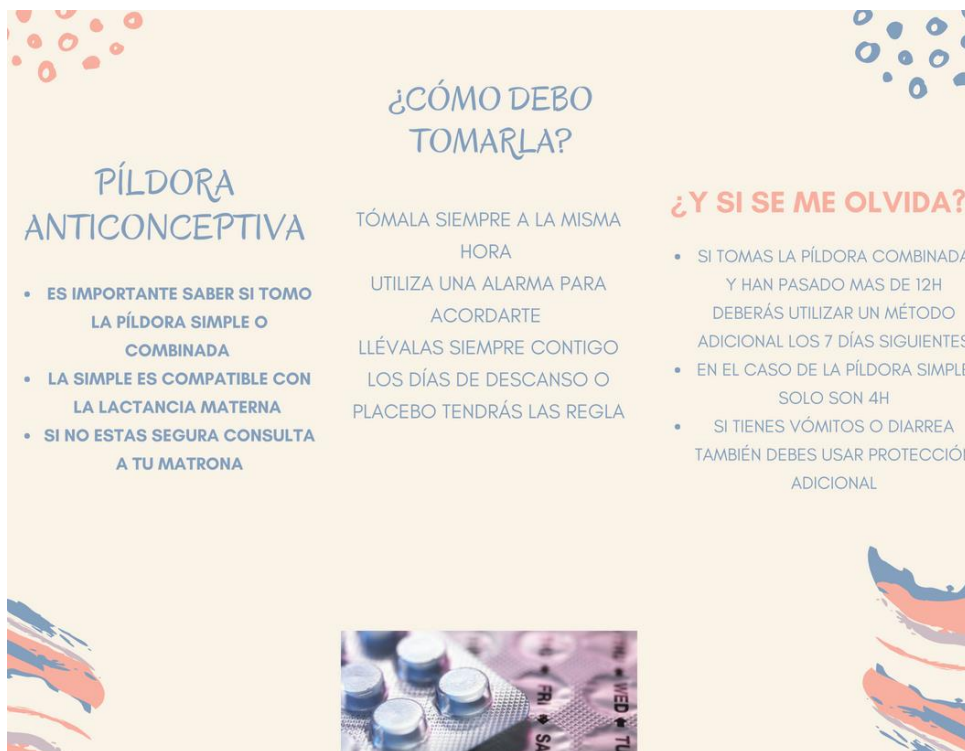 PÍLDORA
ANTICONCEPTIVA
• ES IMPORTANTE SABER SI TOMO
LA PÍLDORA SIMPLE O
COMBINADA
• LA SIMPLE ES COMPATIBLE CON
LA LACTANCIA MATERNA
• SI NO ESTAS SEGURA CONSULTA
A TU MATRONA
¿CÓMO DEBO
TOMARLA?
TÓMALA SIEMPRE A LA MISMA
HORA
UTILIZA UNA ALARMA PARA
ACORDARTE
LLÉVALAS SIEMPRE CONTIGO
LOS DÍAS DE DESCANSO O
PLACEBO TENDRÁS LAS REGLA
¿Y SI SE ME OLVIDA?
• SI TOMAS LA PÍLDORA COMBINADA
Y HAN PASADO MAS DE 12H
DEBERÁS UTILIZAR UN MÉTODO
ADICIONAL LOS 7 DÍAS SIGUIENTES
• EN EL CASO DE LA PÍLDORA SIMPLE
SOLO SON 4H
• SI TIENES VÓMITOS O DIARREA
TAMBIÉN DEBES USAR PROTECCIÓN
ADICIONAL
FRI
WED